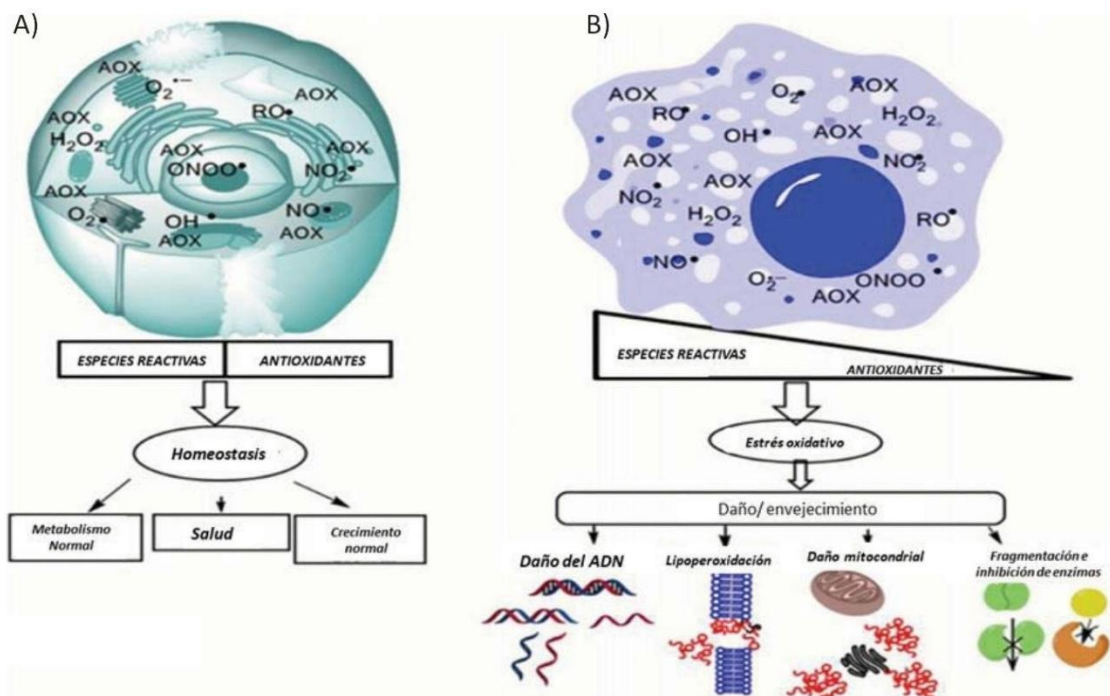 A)
AOX
O₂•−
AOX
RO•
AOX
H₂O₂
AOX
ONOO•
NO₂•
AOX
AOX
O₂•
OH•
NO•
AOX
AOX
ESPECIES REACTIVAS
ANTIOXIDANTES
Homeostasis
Metabolismo
Normal
Salud
Crecimiento
normal
B)
AOX
O₂•
AOX
RO•
H₂O₂
OH•
AOX
NO₂•
AOX
AOX
NO₂•
H₂O₂
RO•
NO•
O₂•−
ONOO•
AOX
ESPECIES REACTIVAS
ANTIOXIDANTES
Estrés oxidativo
Daño/ envejecimiento
Daño del ADN
Lipoperoxidación
Daño mitocondrial
Fragmentación e
inhibición de enzimas